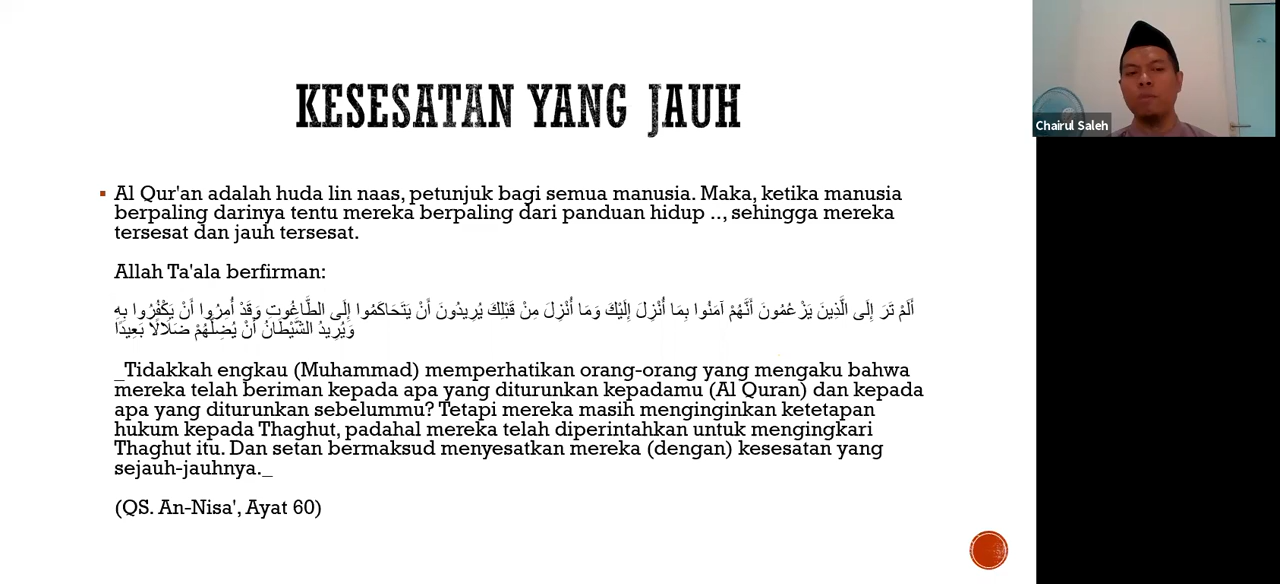 KESESATAN YANG JAUH
Al Qur'an adalah huda lin naas, petunjuk bagi semua manusia. Maka, ketika manusia
berpaling darinya tentu mereka berpaling dari panduan hidup .., sehingga mereka
tersesat dan jauh tersesat.
Allah Ta'ala berfirman:
أَلَمْ تَرَ إِلَى الَّذِينَ يَزْعُمُونَ أَنَّهُمْ آمَنُوا بِمَا أُنْزِلَ إِلَيْكَ وَمَا أُنْزِلَ مِنْ قَبْلِكَ يُرِيدُونَ أَنْ يَتَحَاكَمُوا إِلَى الطَّاغُوتِ وَقَدْ أُمِرُوا أَنْ يَكْفُرُوا بِهِ
وَيُرِيدُ الشَّيْطَانُ أَنْ يُضِلَّهُمْ ضَلَالًا بَعِيدًا
_Tidakkah engkau (Muhammad) memperhatikan orang-orang yang mengaku bahwa
mereka telah beriman kepada apa yang diturunkan kepadamu (Al Quran) dan kepada
apa yang diturunkan sebelummu? Tetapi mereka masih menginginkan ketetapan
hukum kepada Thaghut, padahal mereka telah diperintahkan untuk mengingkari
Thaghut itu. Dan setan bermaksud menyesatkan mereka (dengan) kesesatan yang
sejauh-jauhnya._
(QS. An-Nisa', Ayat 60)
Chairul Saleh